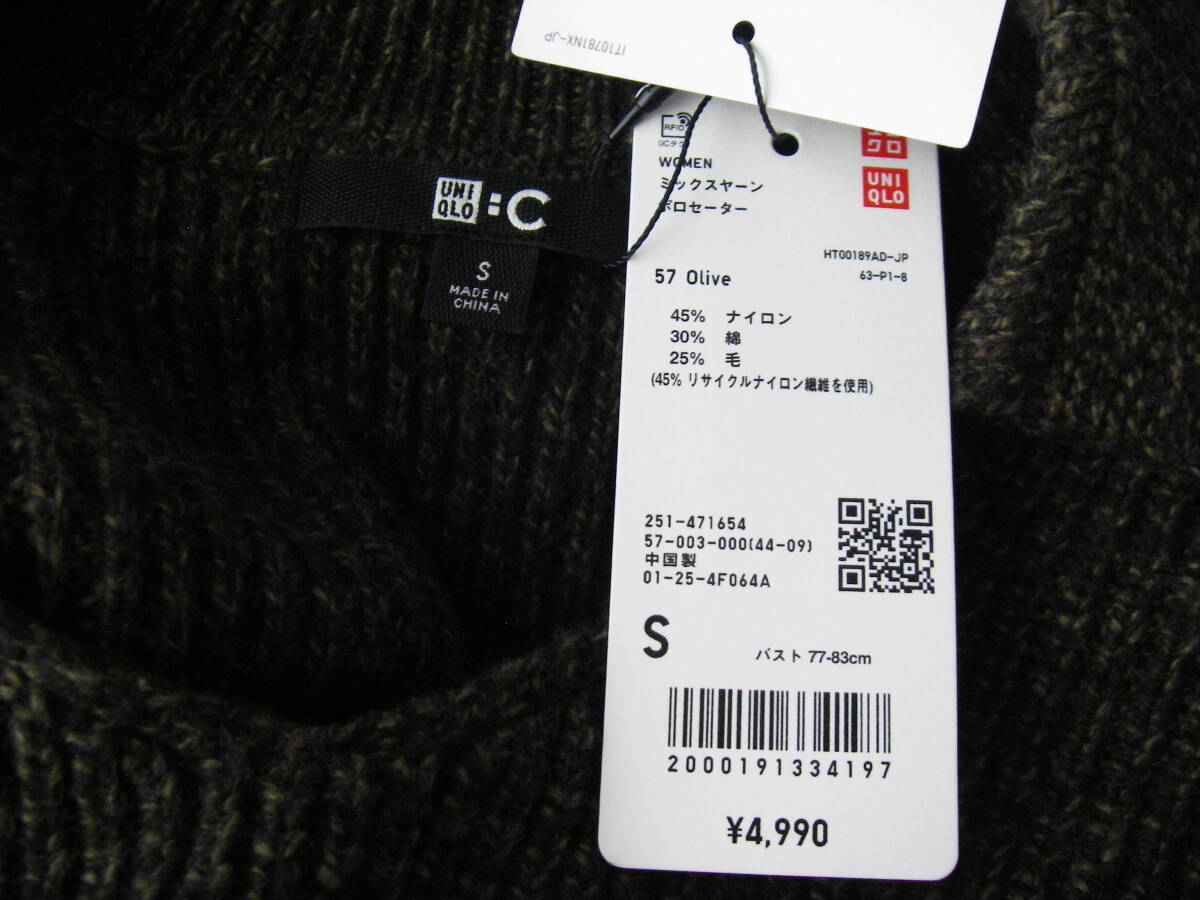 IT10781NX-JP
UNI
QLO :C
S
MADE IN
CHINA
RFID
WOMEN
ミックスヤーン
ポロセーター
クロ
UNI
QLO
HT00189AD-JP
63-P1-8
57 Olive
45% ナイロン
30% 綿
25% 毛
(45% リサイクルナイロン繊維を使用)
251-471654
57-003-000(44-09)
中国製
01-25-4F064A
S
バスト 77-83cm
2000191334197
¥4,990